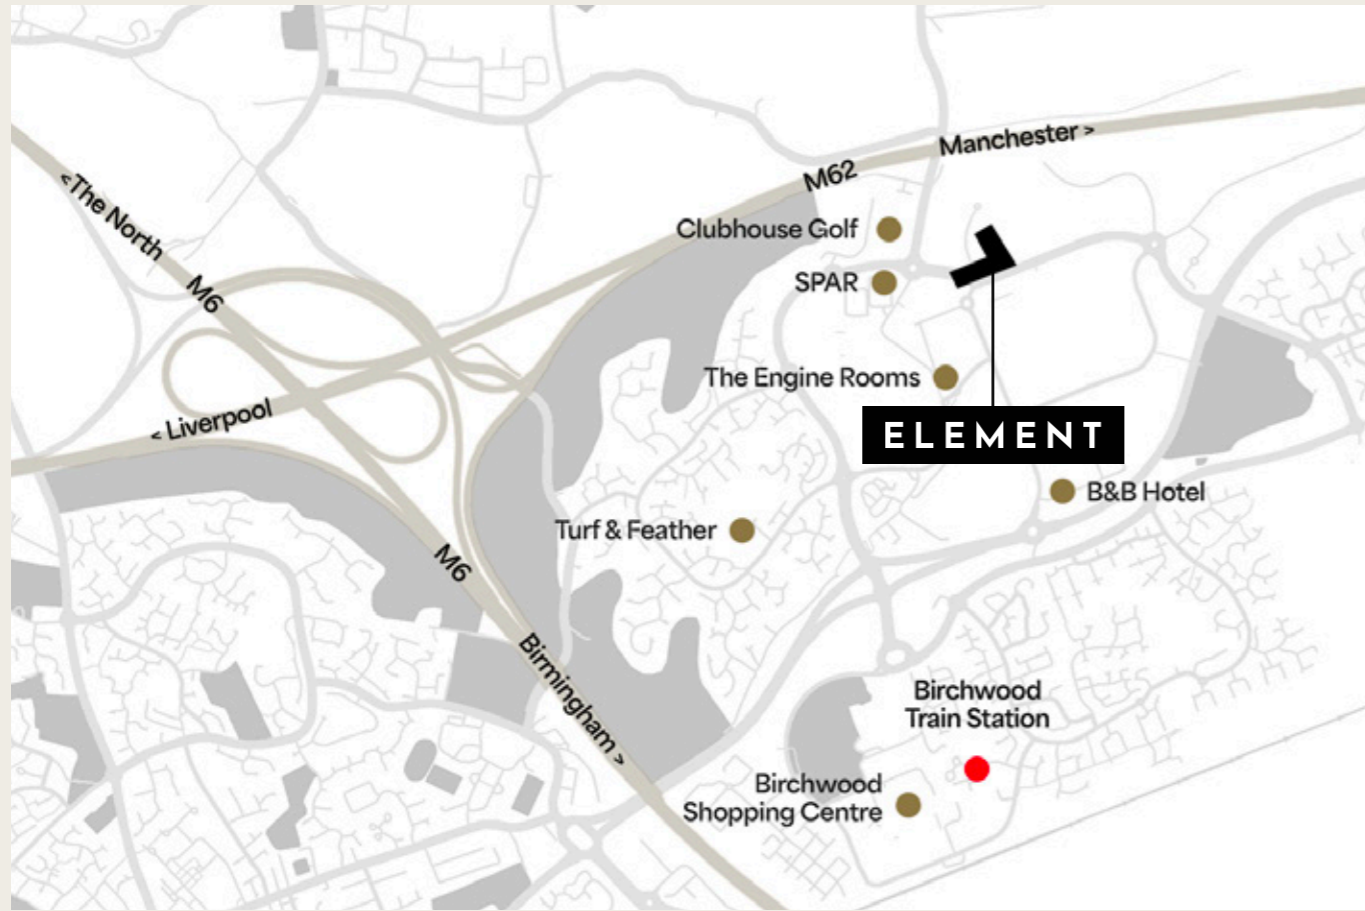 Manchester >
M62
<The North
Clubhouse Golf
SPAR
M6
The Engine Rooms
< Liverpool
ELEMENT
B&B Hotel
Turf & Feather
M6
Birmingham >
Birchwood
Train Station
Birchwood
Shopping Centre